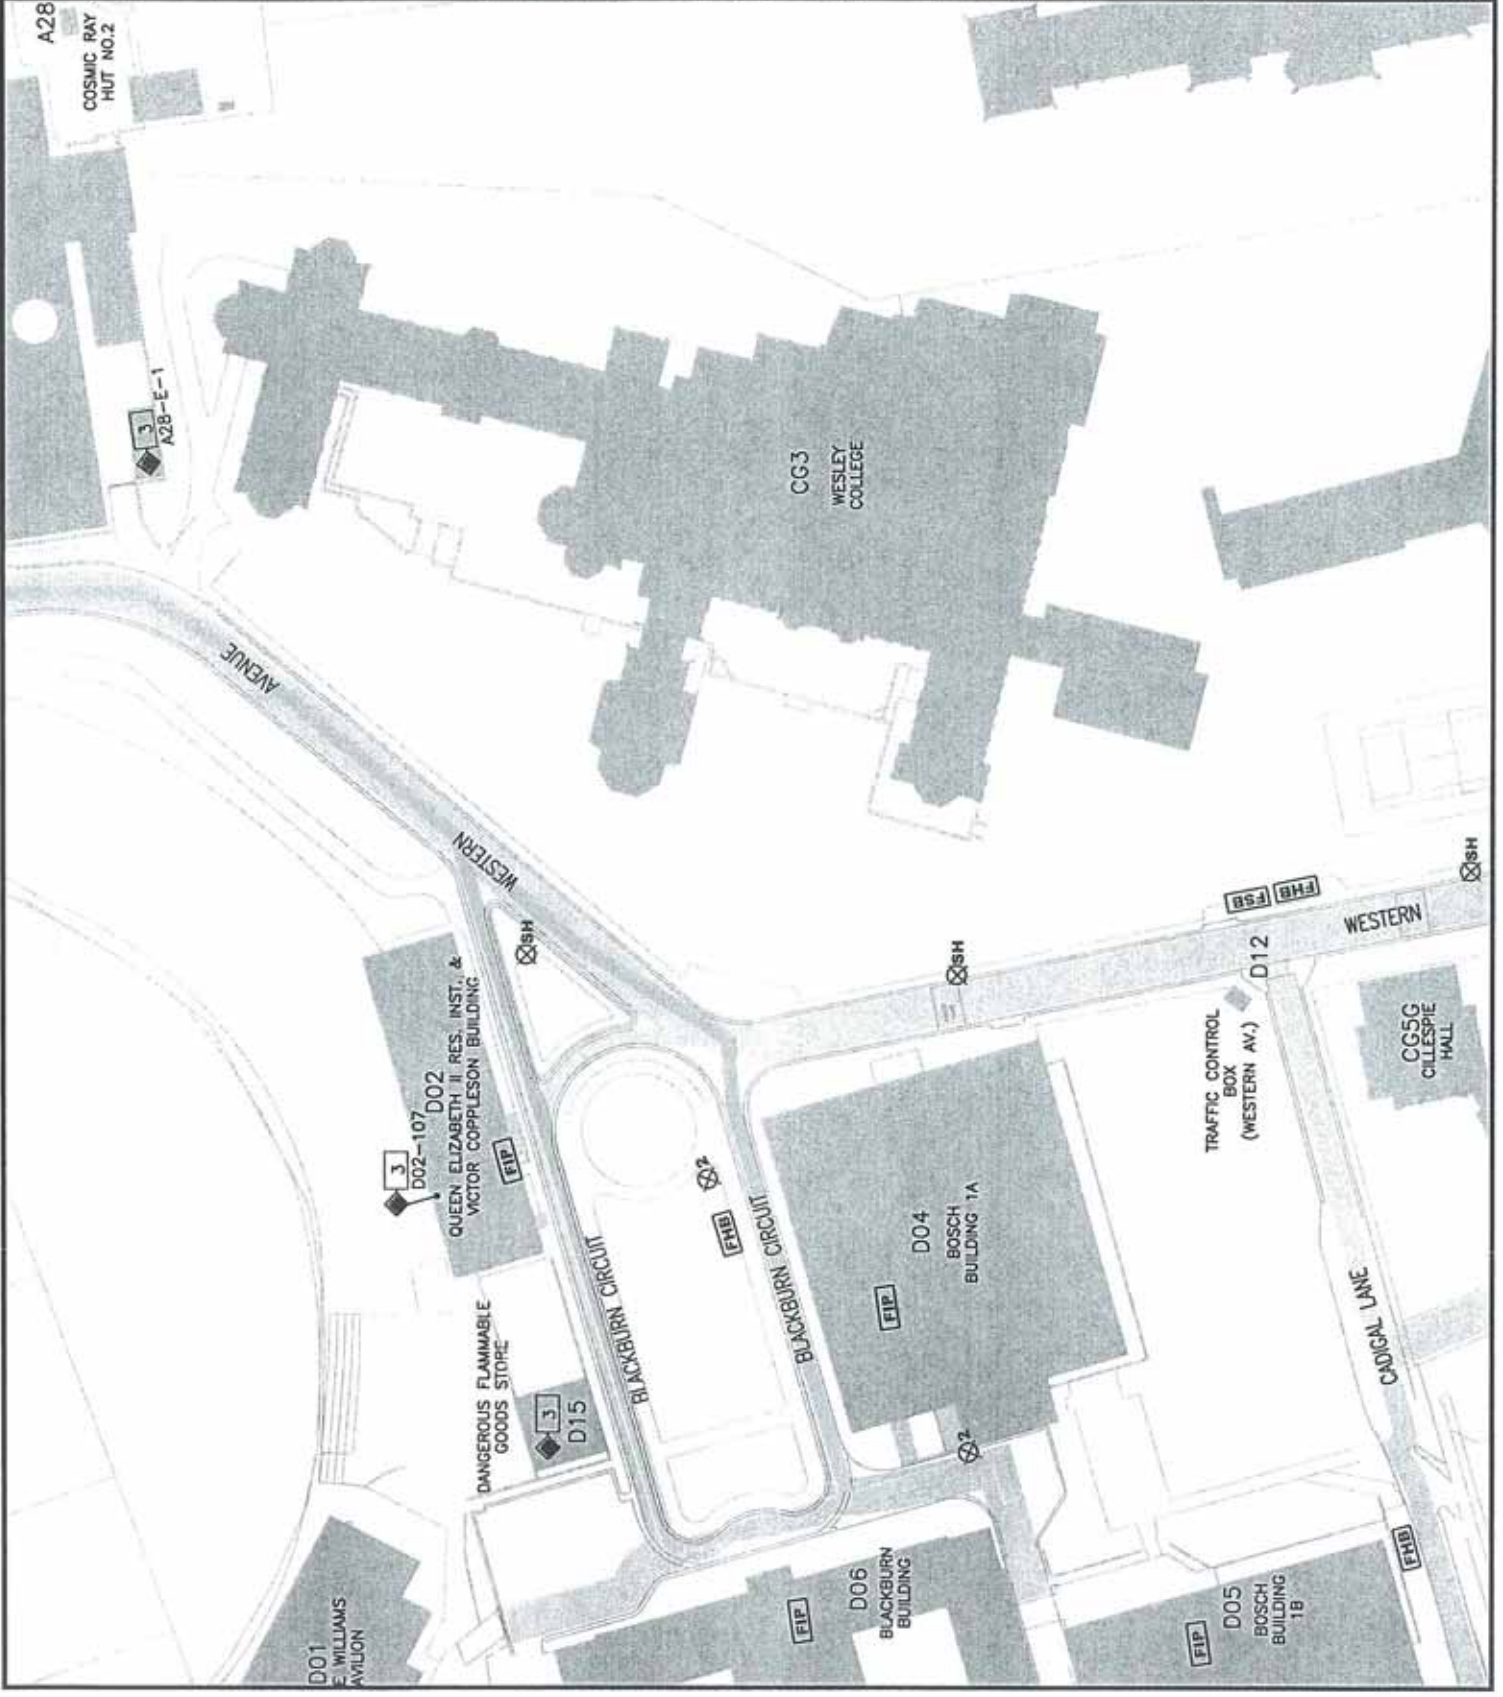 A28
COSMIC RAY
HUT NO.2
3
A28-E-1
AVENUE
WESTERN
CG3
WESLEY
COLLEGE
3
D02-107
D02
QUEEN ELIZABETH II RES. INST., &
VICTOR COPPLESON BUILDING
FIP
SH
SH
SH
FSB
FHB
WESTERN
D12
TRAFFIC CONTROL
BOX
(WESTERN AV.)
CG5G
GILLESPIE
HALL
DANGEROUS FLAMMABLE
GOODS STORE
3
D15
BLACKBURN CIRCUIT
FHB
2
BLACKBURN CIRCUIT
D04
BOSCH
BUILDING 1A
FIP
2
CADIGAL LANE
D01
E WILLIAMS
AVILION
FIP
D06
BLACKBURN
BUILDING
FIP
D05
BOSCH
BUILDING
1B
FHB